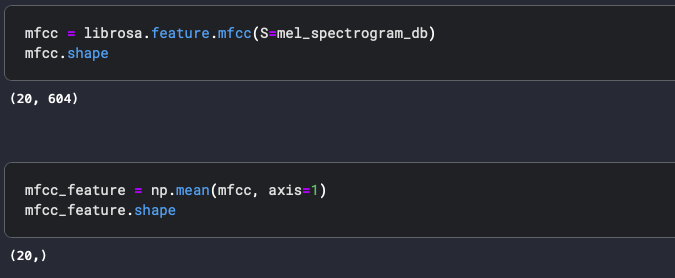 mfcc = librosa.feature.mfcc(S=mel_spectrogram_db)
mfcc.shape
(20, 604)
mfcc_feature = np.mean(mfcc, axis=1)
mfcc_feature.shape
(20,)